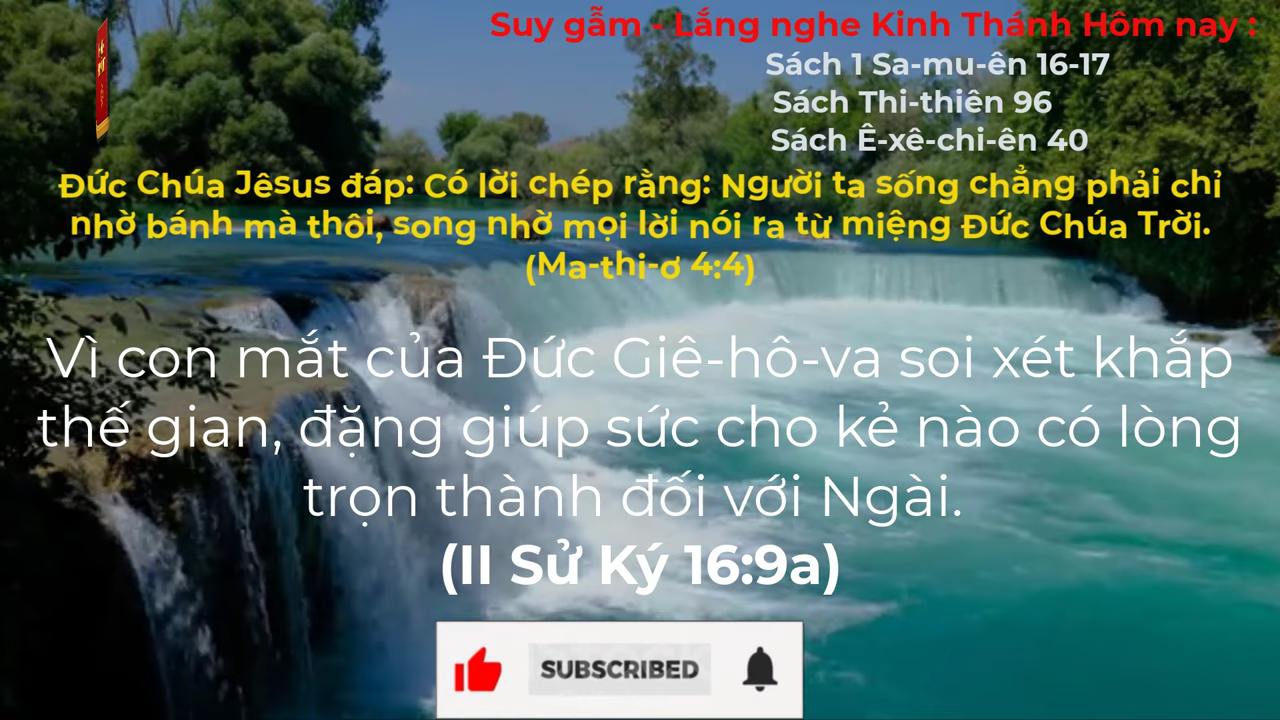 Suy gẫm - Lắng nghe Kinh Thánh Hôm nay :
Sách 1 Sa-mu-ên 16-17
Sách Thi-thiên 96
Sách Ê-xê-chi-ên 40
Đức Chúa Jêsus đáp: Có lời chép rằng: Người ta sống chẳng phải chỉ
nhờ bánh mà thôi, song nhờ mọi lời nói ra từ miệng Đức Chúa Trời.
(Ma-thi-ơ 4:4)
Vì con mắt của Đức Giê-hô-va soi xét khắp
thế gian, đặng giúp sức cho kẻ nào có lòng
trọn thành đối với Ngài.
(II Sử Ký 16:9a)
SUBSCRIBED